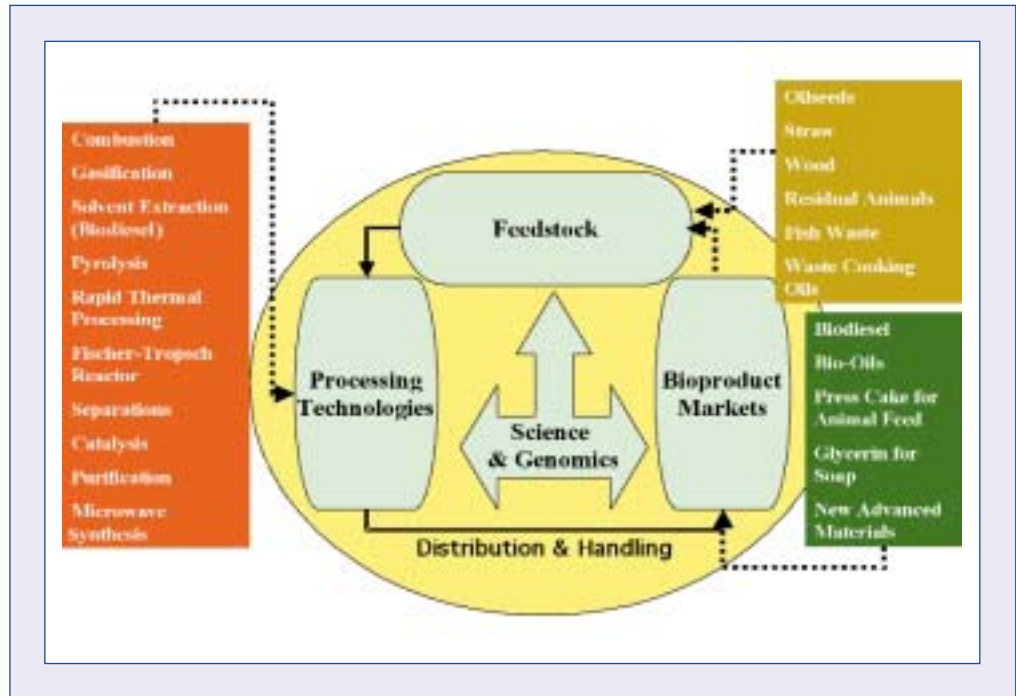 Combustion
Gasification
Solvent Extraction
(Biodiesel)
Pyrolysis
Rapid Thermal
Processing
Fischer-Tropsch
Reactor
Separations
Catalysis
Purification
Microwave
Synthesis
Feedstock
Processing
Technologies
Science
& Genomics
Bioproduct
Markets
Distribution & Handling
Oilseeds
Straw
Wood
Residual Animals
Fish Waste
Waste Cooking
Oils
Biodiesel
Bio-Oils
Press Cake for
Animal Feed
Glycerin for
Soap
New Advanced
Materials